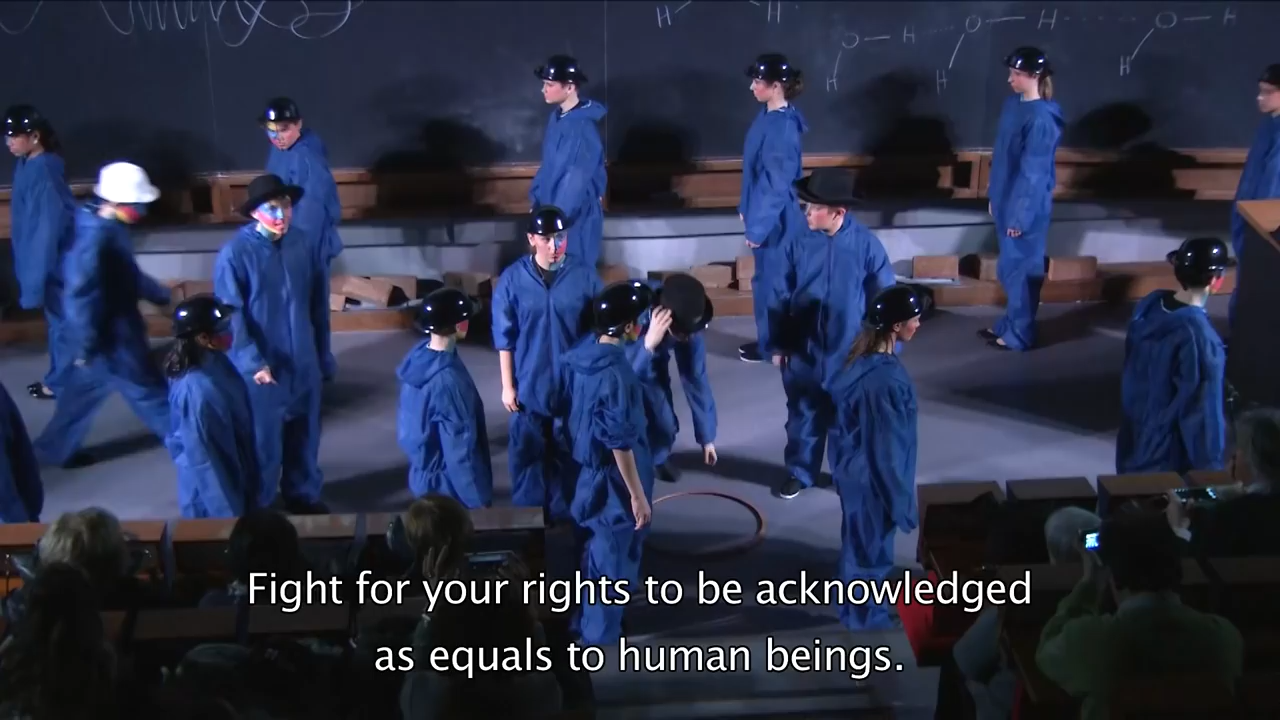 H H
O — H O — H O — H
H H H
Fight for your rights to be acknowledged
as equals to human beings.